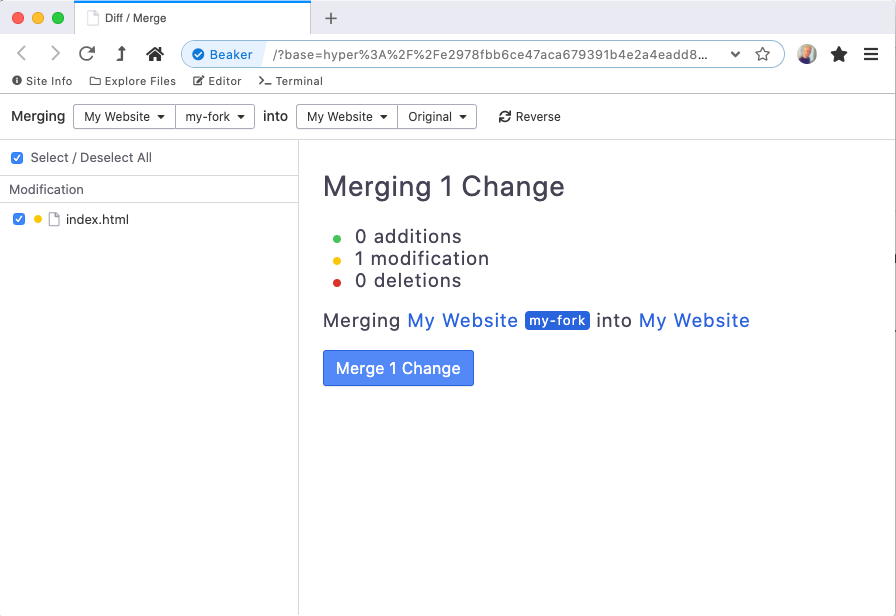 Diff / Merge
Beaker /?base=hyper%3A%2F%2Fe2978fbb6ce47aca679391b4e2a4eadd8...
Site Info Explore Files Editor Terminal
Merging My Website my-fork into My Website Original Reverse
Select / Deselect All
Modification
index.html
Merging 1 Change
0 additions
1 modification
0 deletions
Merging My Website my-fork into My Website
Merge 1 Change